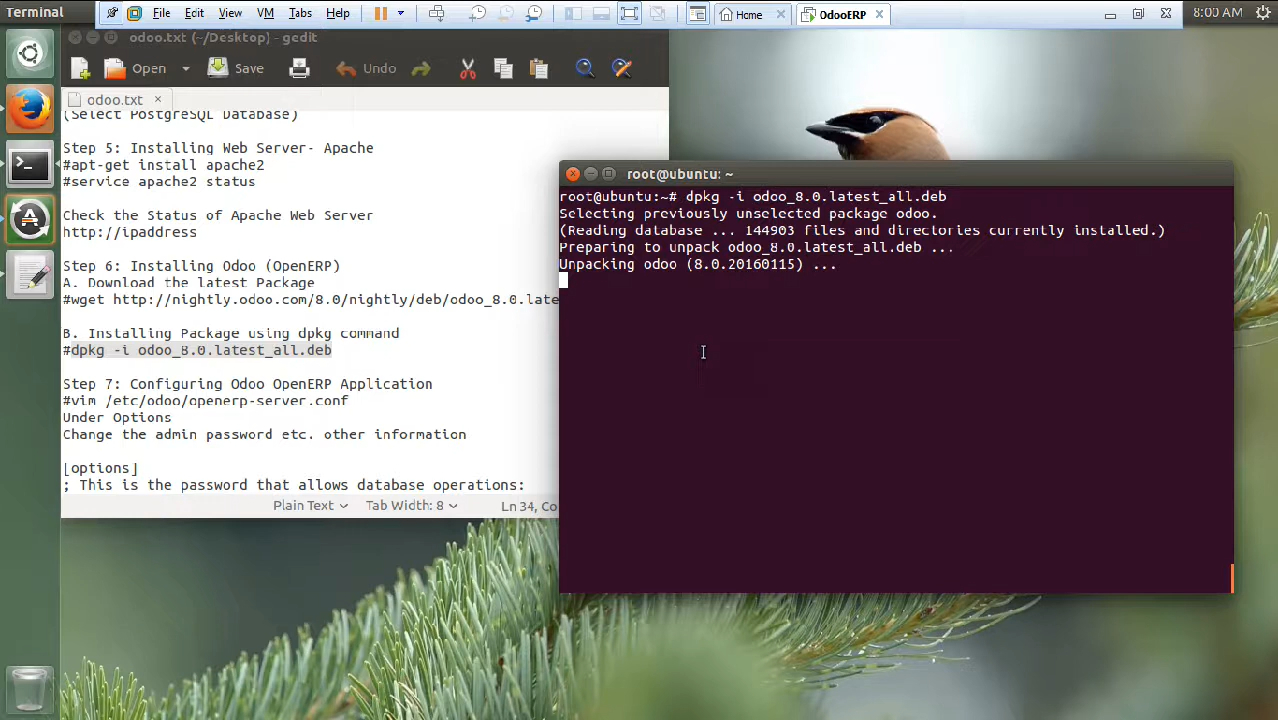 Terminal
File Edit View VM Tabs Help
Home
OdooERP
8:00 AM
odoo.txt (~/Desktop) - gedit
Open Save Undo
odoo.txt
(Select PostgreSQL Database)
Step 5: Installing Web Server- Apache
#apt-get install apache2
#service apache2 status
Check the Status of Apache Web Server
http://ipaddress
Step 6: Installing Odoo (OpenERP)
A. Download the latest Package
#wget http://nightly.odoo.com/8.0/nightly/deb/odoo_8.0.late
B. Installing Package using dpkg command
#dpkg -i odoo_8.0.latest_all.deb
Step 7: Configuring Odoo OpenERP Application
#vim /etc/odoo/openerp-server.conf
Under Options
Change the admin password etc. other information
[options]
; This is the password that allows database operations:
Plain Text Tab Width: 8 Ln 34, Co
root@ubuntu: ~
root@ubuntu:~# dpkg -i odoo_8.0.latest_all.deb
Selecting previously unselected package odoo.
(Reading database ... 144903 files and directories currently installed.)
Preparing to unpack odoo_8.0.latest_all.deb ...
Unpacking odoo (8.0.20160115) ...